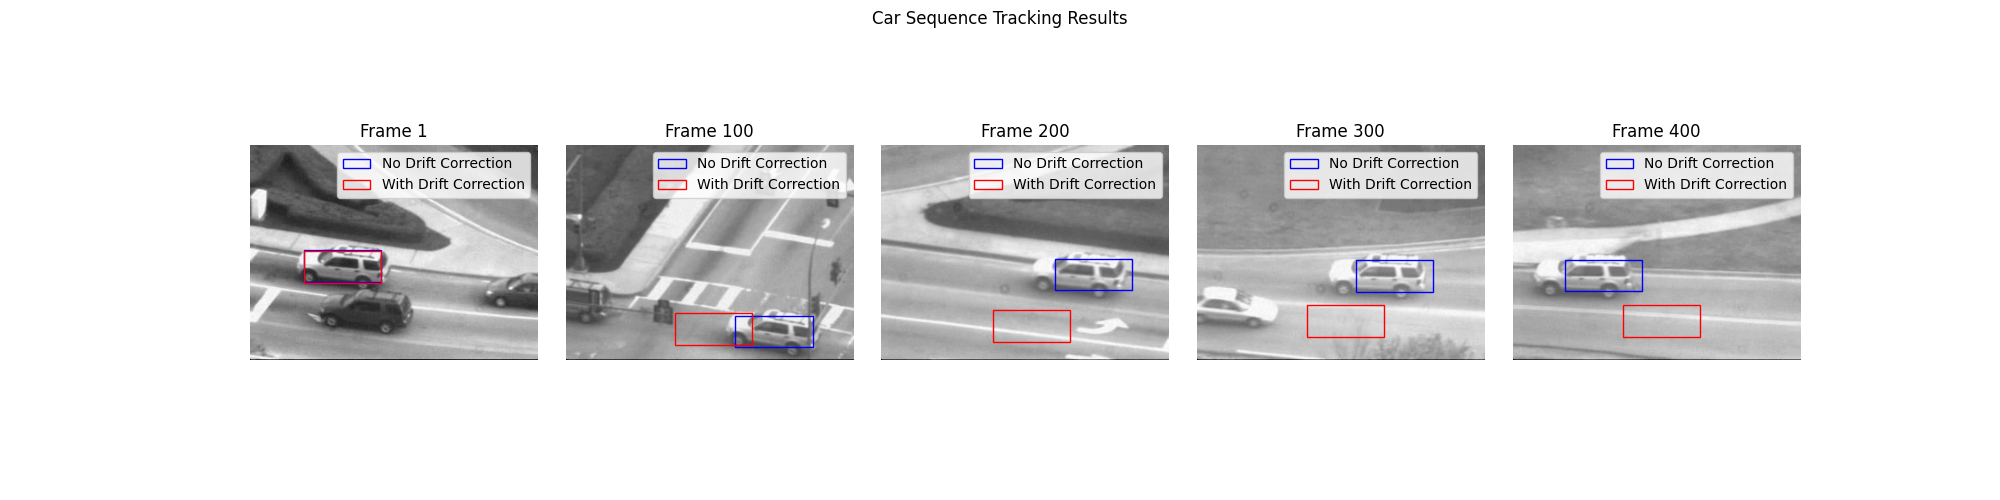 Car Sequence Tracking Results
Frame 1
No Drift Correction
With Drift Correction
Frame 100
No Drift Correction
With Drift Correction
Frame 200
No Drift Correction
With Drift Correction
Frame 300
No Drift Correction
With Drift Correction
Frame 400
No Drift Correction
With Drift Correction